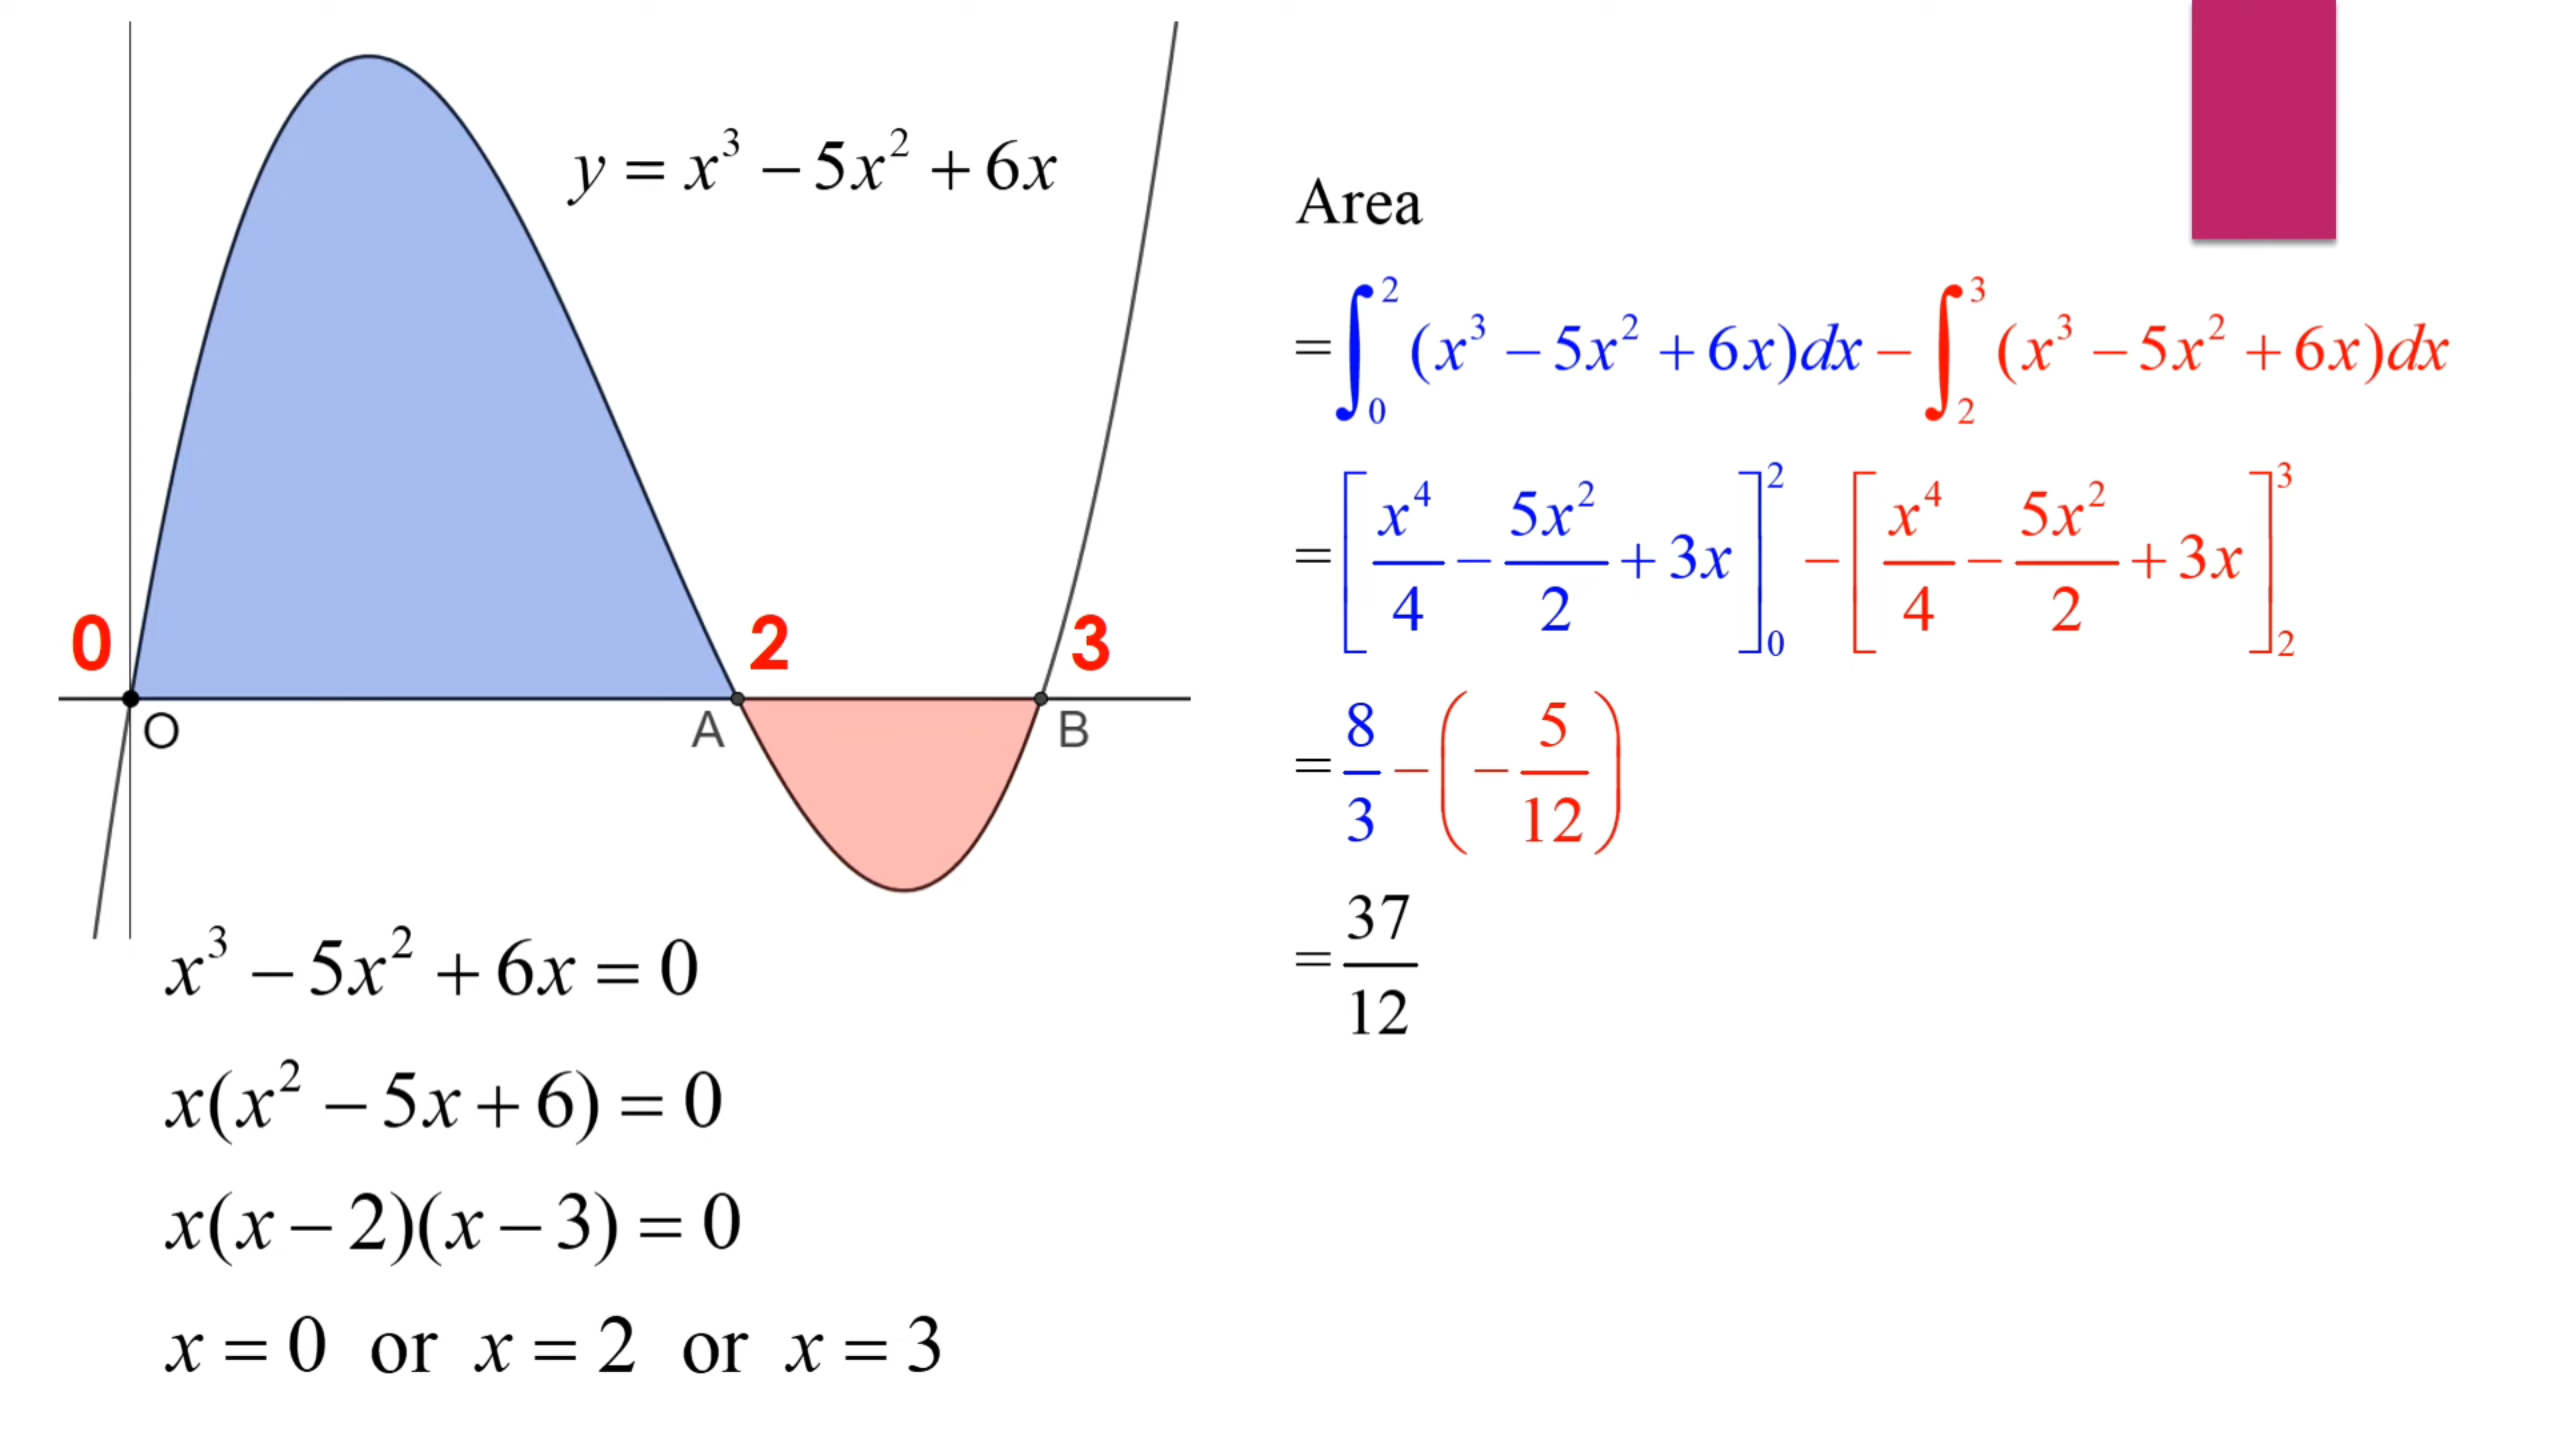 y = x³ − 5x² + 6x
0 2 3
O A B
x³ − 5x² + 6x = 0
x(x² − 5x + 6) = 0
x(x − 2)(x − 3) = 0
x = 0 or x = 2 or x = 3
Area
= ∫₀² (x³ − 5x² + 6x)dx − ∫₂³ (x³ − 5x² + 6x)dx
= [x⁴/4 − 5x²/2 + 3x]₀² − [x⁴/4 − 5x²/2 + 3x]₂³
= 8/3 − (− 5/12)
= 37/12